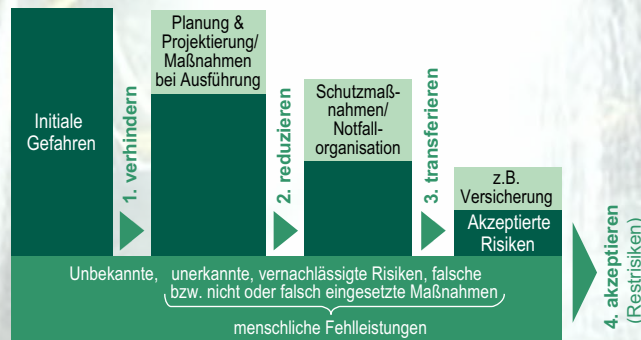 Initiale
Gefahren
1. verhindern
Planung &
Projektierung/
Maßnahmen
bei Ausführung
2. reduzieren
Schutzmaß-
nahmen/
Notfall-
organisation
3. transferieren
z.B.
Versicherung
Akzeptierte
Risiken
4. akzeptieren
(Restrisiken)
Unbekannte, unerkannte, vernachlässigte Risiken, falsche
bzw. nicht oder falsch eingesetzte Maßnahmen
menschliche Fehlleistungen